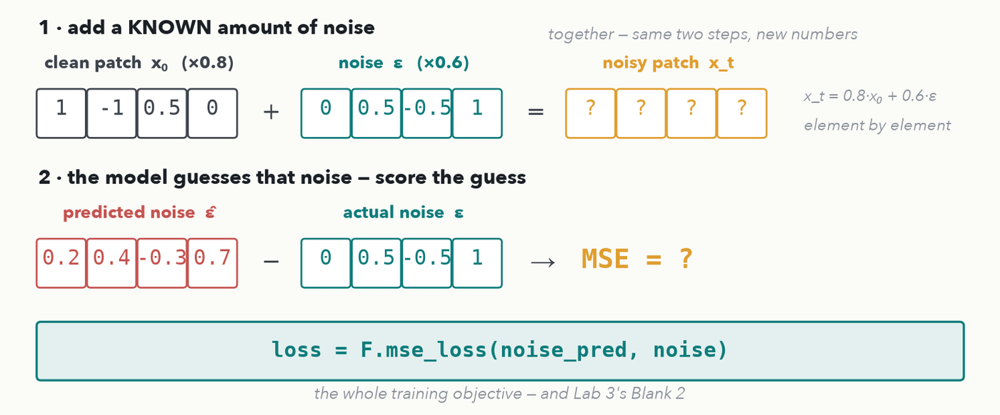 1 · add a KNOWN amount of noise
together – same two steps, new numbers
clean patch x₀ (×0.8)
noise ε (×0.6)
noisy patch x_t
1 -1 0.5 0 + 0 0.5 -0.5 1 = ? ? ? ?
x_t = 0.8·x₀ + 0.6·ε
element by element
2 · the model guesses that noise – score the guess
predicted noise ε̂
actual noise ε
0.2 0.4 -0.3 0.7 − 0 0.5 -0.5 1 → MSE = ?
loss = F.mse_loss(noise_pred, noise)
the whole training objective – and Lab 3's Blank 2